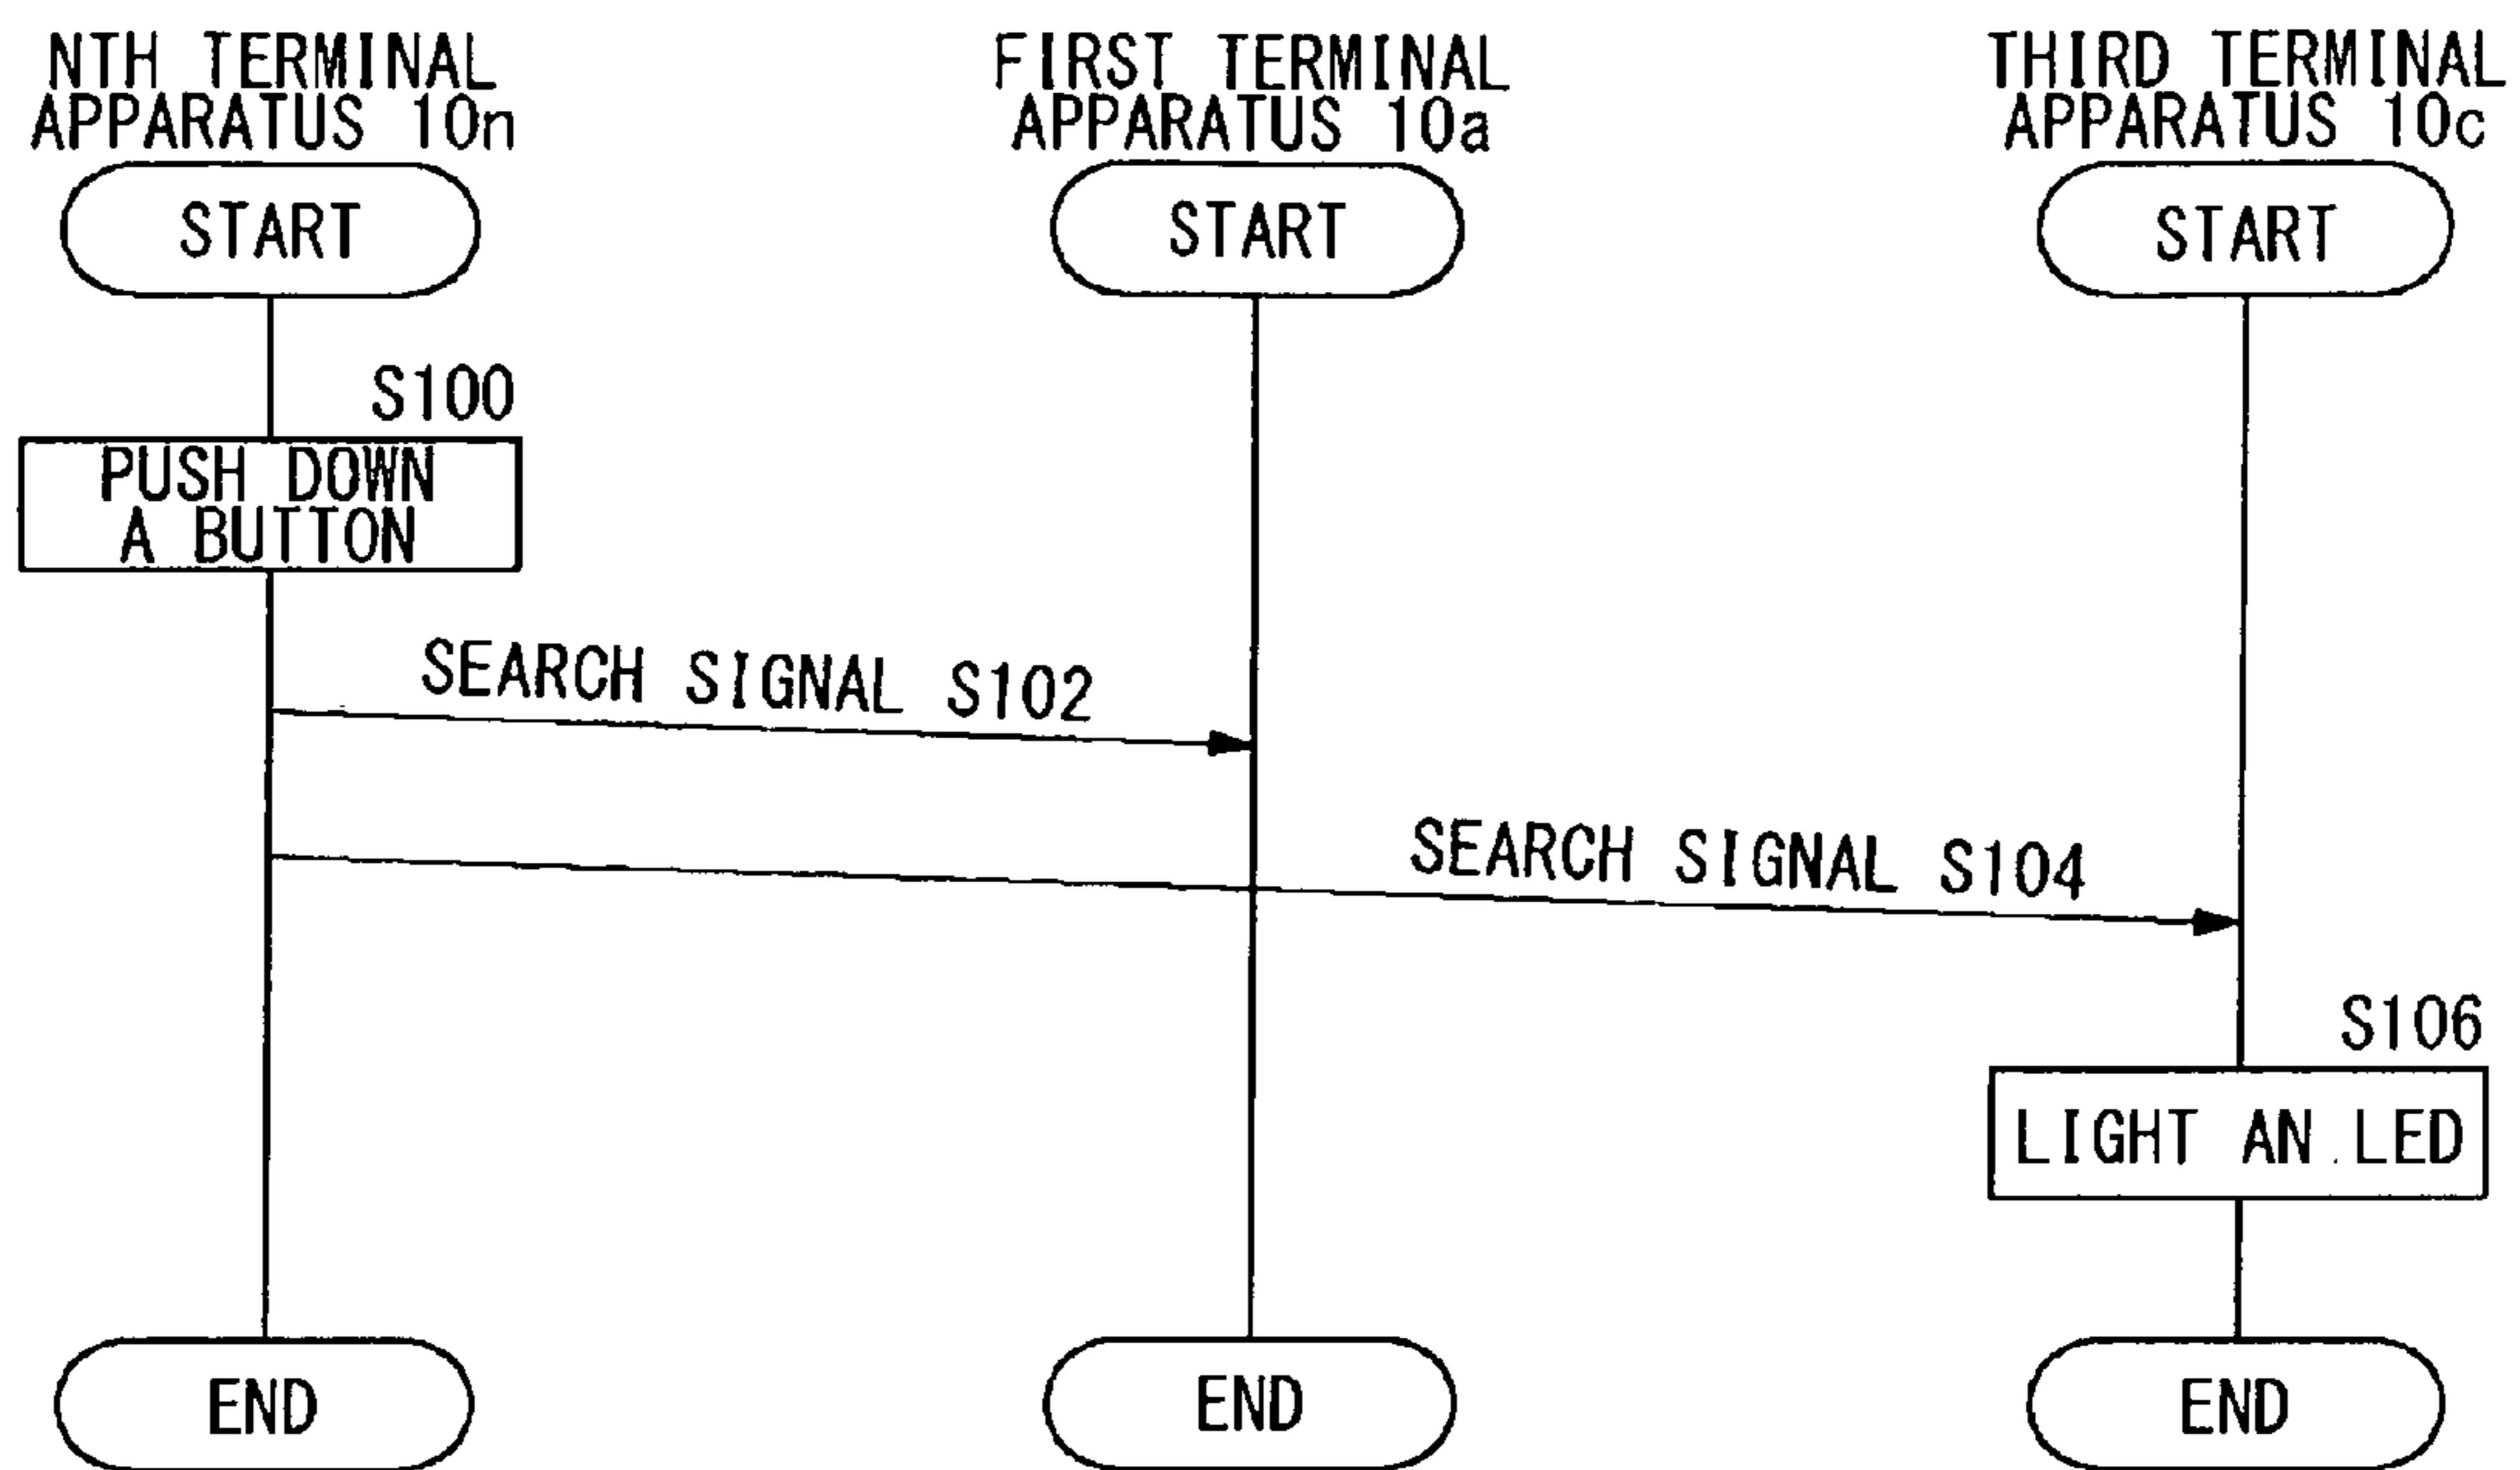 NTH TERMINAL
APPARATUS 10n
FIRST TERMINAL
APPARATUS 10a
THIRD TERMINAL
APPARATUS 10c
START
START
START
S100
PUSH DOWN
A BUTTON
SEARCH SIGNAL S102
SEARCH SIGNAL S104
S106
LIGHT AN LED
END
END
END